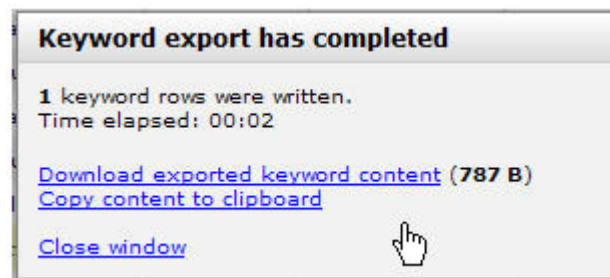 Keyword export has completed
1 keyword rows were written.
Time elapsed: 00:02
Download exported keyword content (787 B)
Copy content to clipboard
Close window